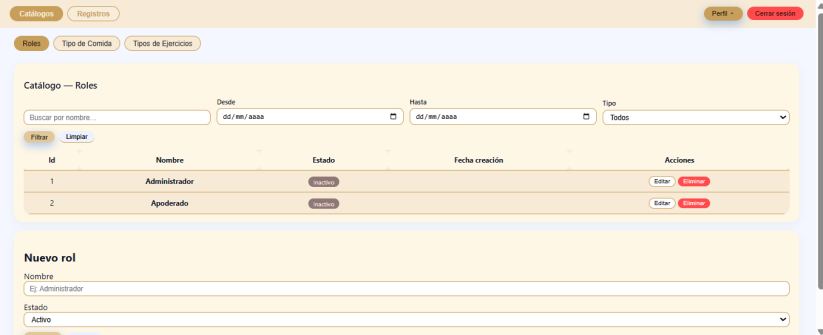 Catálogos Registros Perfil Cerrar sesión
Roles Tipo de Comida Tipos de Ejercicios
Catálogo — Roles
Desde Hasta Tipo
Buscar por nombre... dd/mm/aaaa dd/mm/aaaa Todos
Filtrar Limpiar
Id Nombre Estado Fecha creación Acciones
1 Administrador Inactivo Editar Eliminar
2 Apoderado Inactivo Editar Eliminar
Nuevo rol
Nombre
Ej: Administrador
Estado
Activo